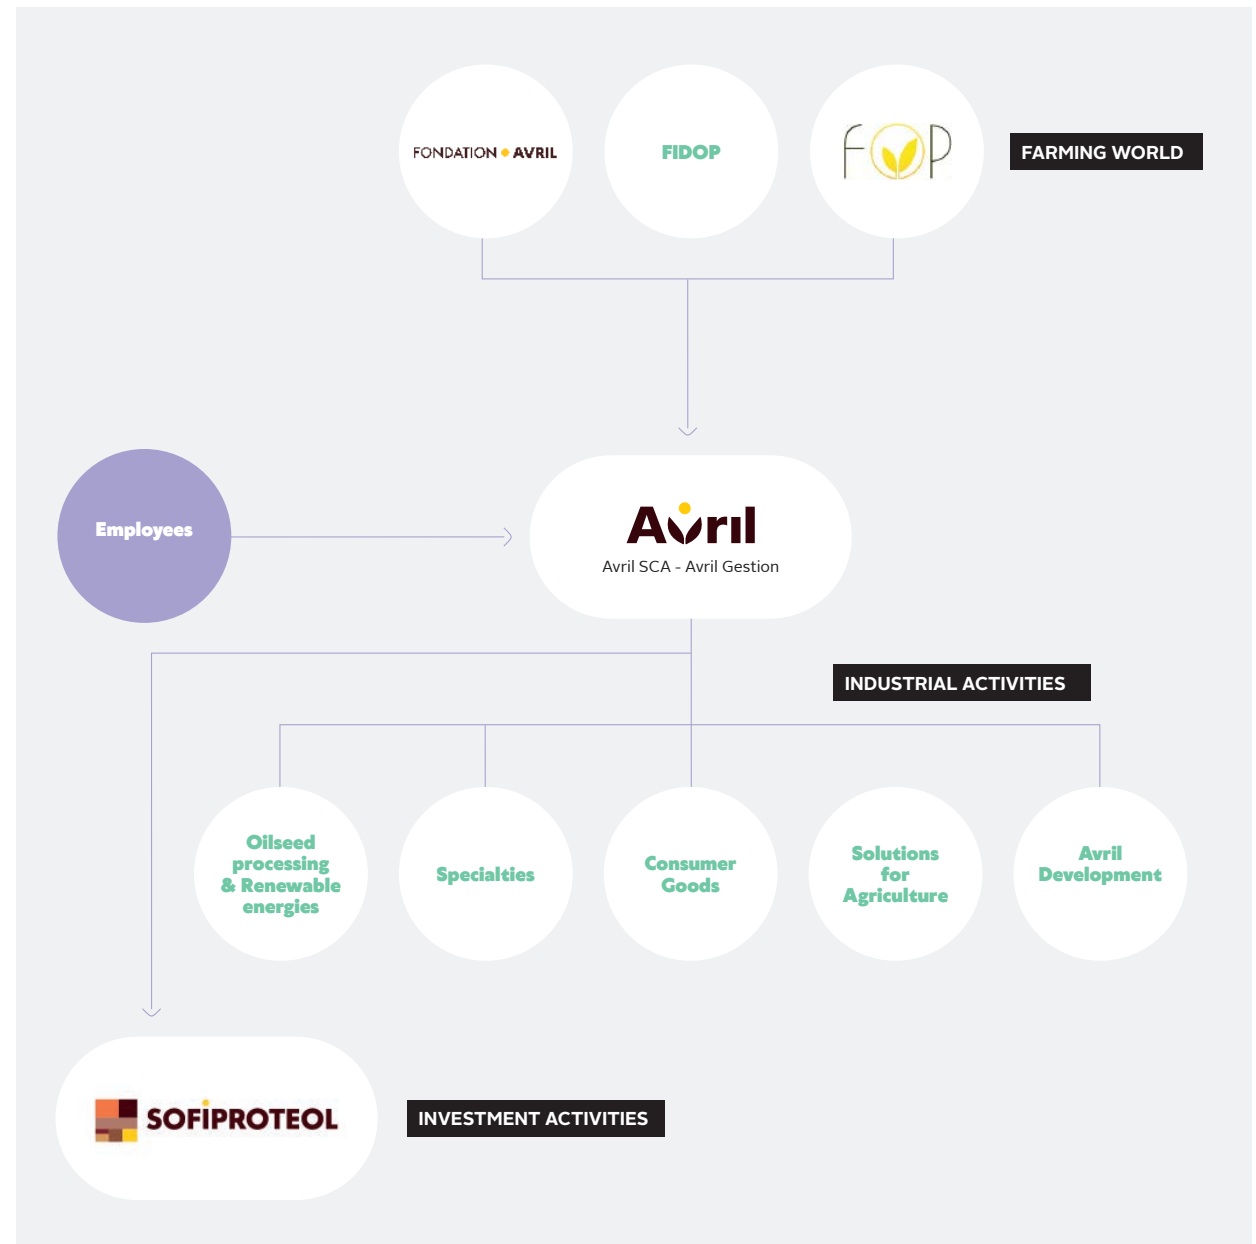 FONDATION AVRIL
FIDOP
FOP
FARMING WORLD
Employees
Avril
Avril SCA - Avril Gestion
INDUSTRIAL ACTIVITIES
Oilseed
processing
& Renewable
energies
Specialties
Consumer
Goods
Solutions
for
Agriculture
Avril
Development
SOFIPROTEOL
INVESTMENT ACTIVITIES